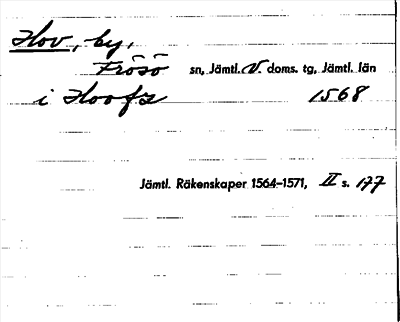 Hov, by,
Frösö sn, Jämtl. V. doms. tg, Jämtl. län
i Hoofz 1568
Jämtl. Räkenskaper 1564-1571, II s. 177